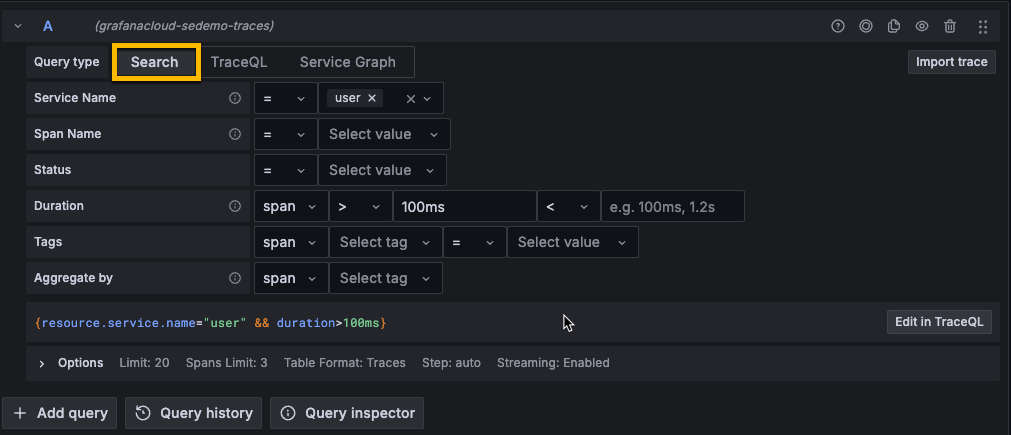 A (grafanacloud-sedemo-traces)
Query type Search TraceQL Service Graph Import trace
Service Name = user
Span Name = Select value
Status = Select value
Duration span > 100ms < e.g. 100ms, 1.2s
Tags span Select tag = Select value
Aggregate by span Select tag
{resource.service.name="user" && duration>100ms} Edit in TraceQL
Options Limit: 20 Spans Limit: 3 Table Format: Traces Step: auto Streaming: Enabled
+ Add query Query history Query inspector